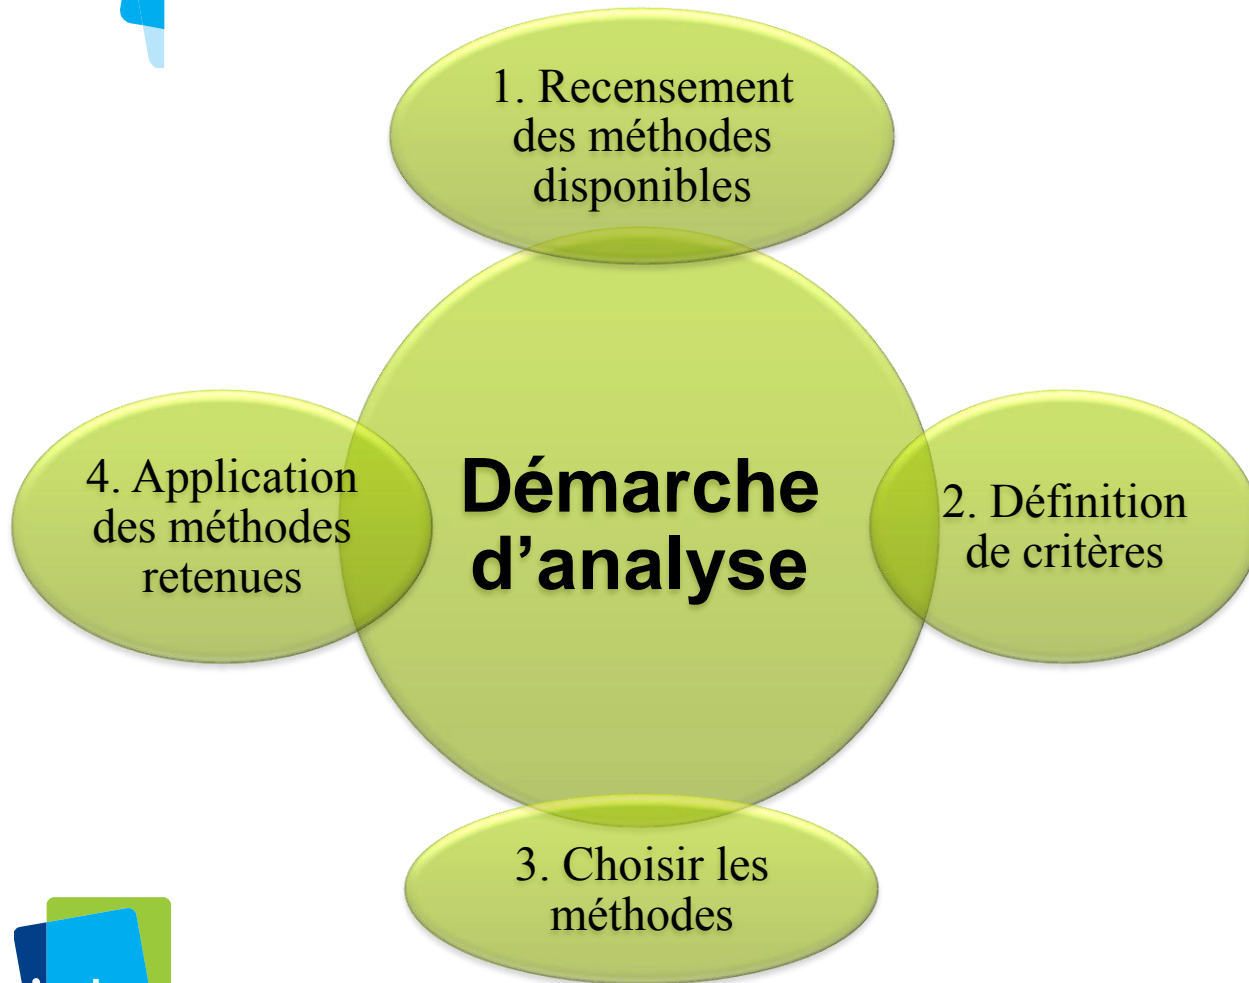 1. Recensement
des méthodes
disponibles
4. Application
des méthodes
retenues
Démarche
d’analyse
2. Définition
de critères
3. Choisir les
méthodes